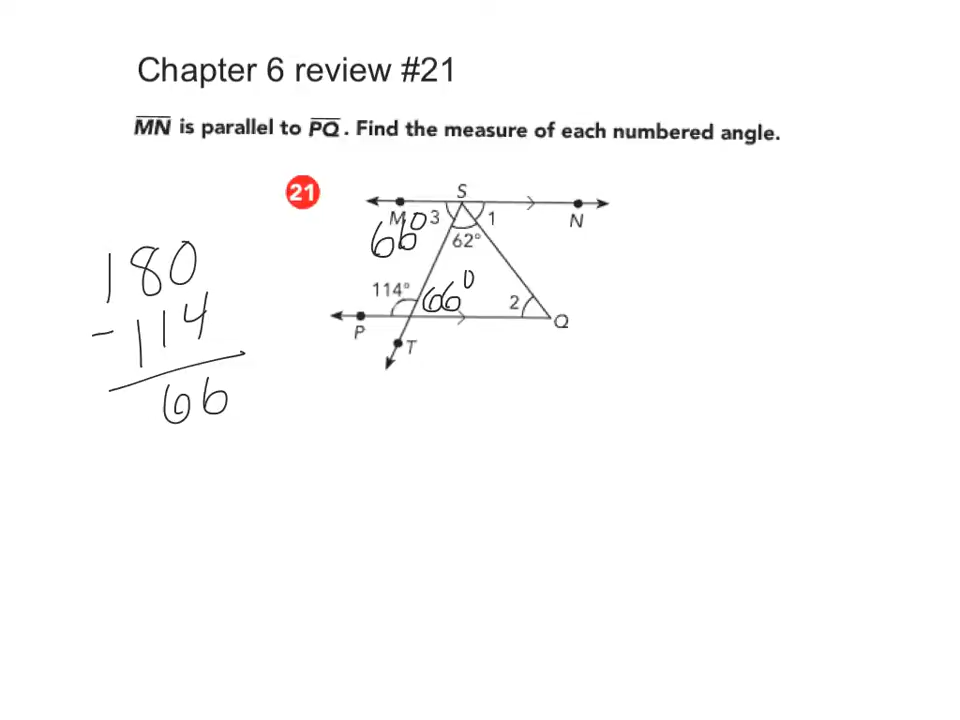 Chapter 6 review #21
MN is parallel to PQ. Find the measure of each numbered angle.
21
S
M 3 1 N
66° 62°
180
114° 66° 2
-114
P T Q
66